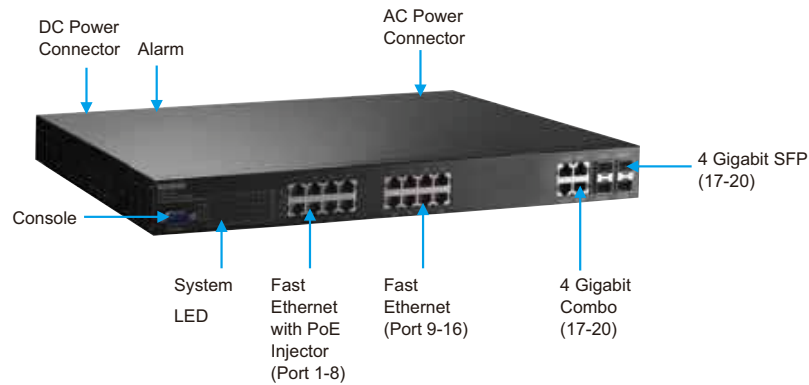 DC Power
Connector
Alarm
AC Power
Connector
4 Gigabit SFP
(17-20)
Console
System
LED
Fast
Ethernet
with PoE
Injector
(Port 1-8)
Fast
Ethernet
(Port 9-16)
4 Gigabit
Combo
(17-20)